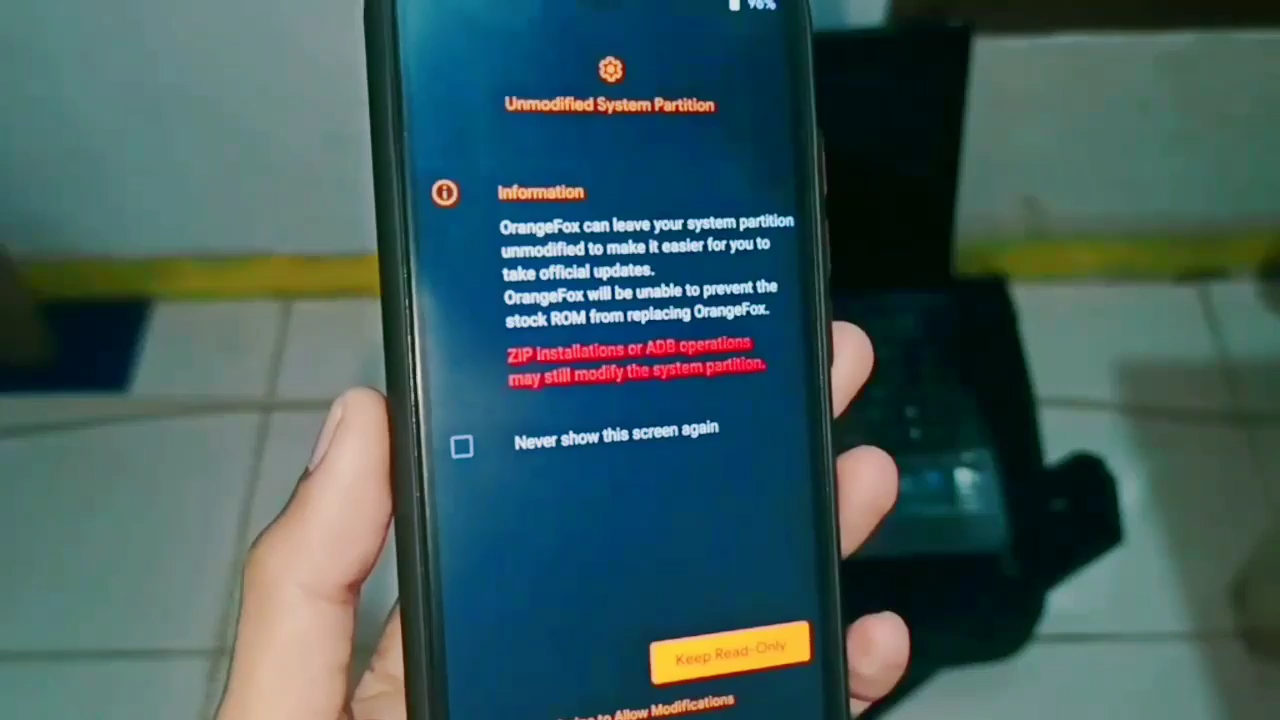 96%
Unmodified System Partition
Information
OrangeFox can leave your system partition
unmodified to make it easier for you to
take official updates.
OrangeFox will be unable to prevent the
stock ROM from replacing OrangeFox.
ZIP installations or ADB operations
may still modify the system partition.
Never show this screen again
Keep Read-Only
to Allow Modifications